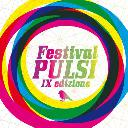 Festival
PULSI
IX edizione